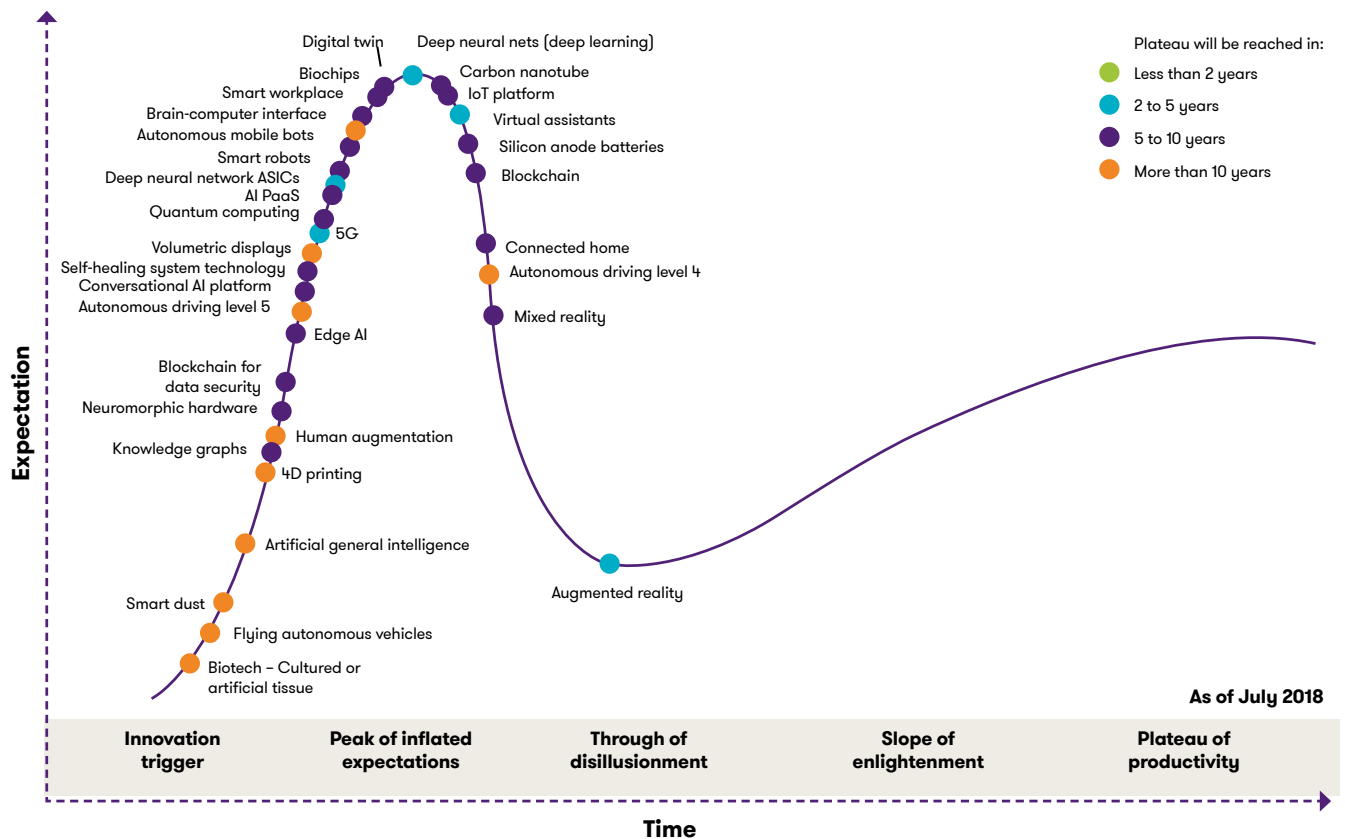 Digital twin
Deep neural nets (deep learning)
Plateau will be reached in:
Less than 2 years
2 to 5 years
5 to 10 years
More than 10 years
Biochips
Carbon nanotube
Smart workplace
IoT platform
Brain-computer interface
Virtual assistants
Autonomous mobile bots
Silicon anode batteries
Smart robots
Blockchain
Deep neural network ASICs
AI PaaS
Quantum computing
5G
Volumetric displays
Connected home
Self-healing system technology
Autonomous driving level 4
Conversational AI platform
Autonomous driving level 5
Mixed reality
Edge AI
Blockchain for
data security
Neuromorphic hardware
Human augmentation
Knowledge graphs
4D printing
Artificial general intelligence
Augmented reality
Smart dust
Flying autonomous vehicles
Biotech – Cultured or
artificial tissue
Expectation
As of July 2018
Innovation
trigger
Peak of inflated
expectations
Through of
disillusionment
Slope of
enlightenment
Plateau of
productivity
Time